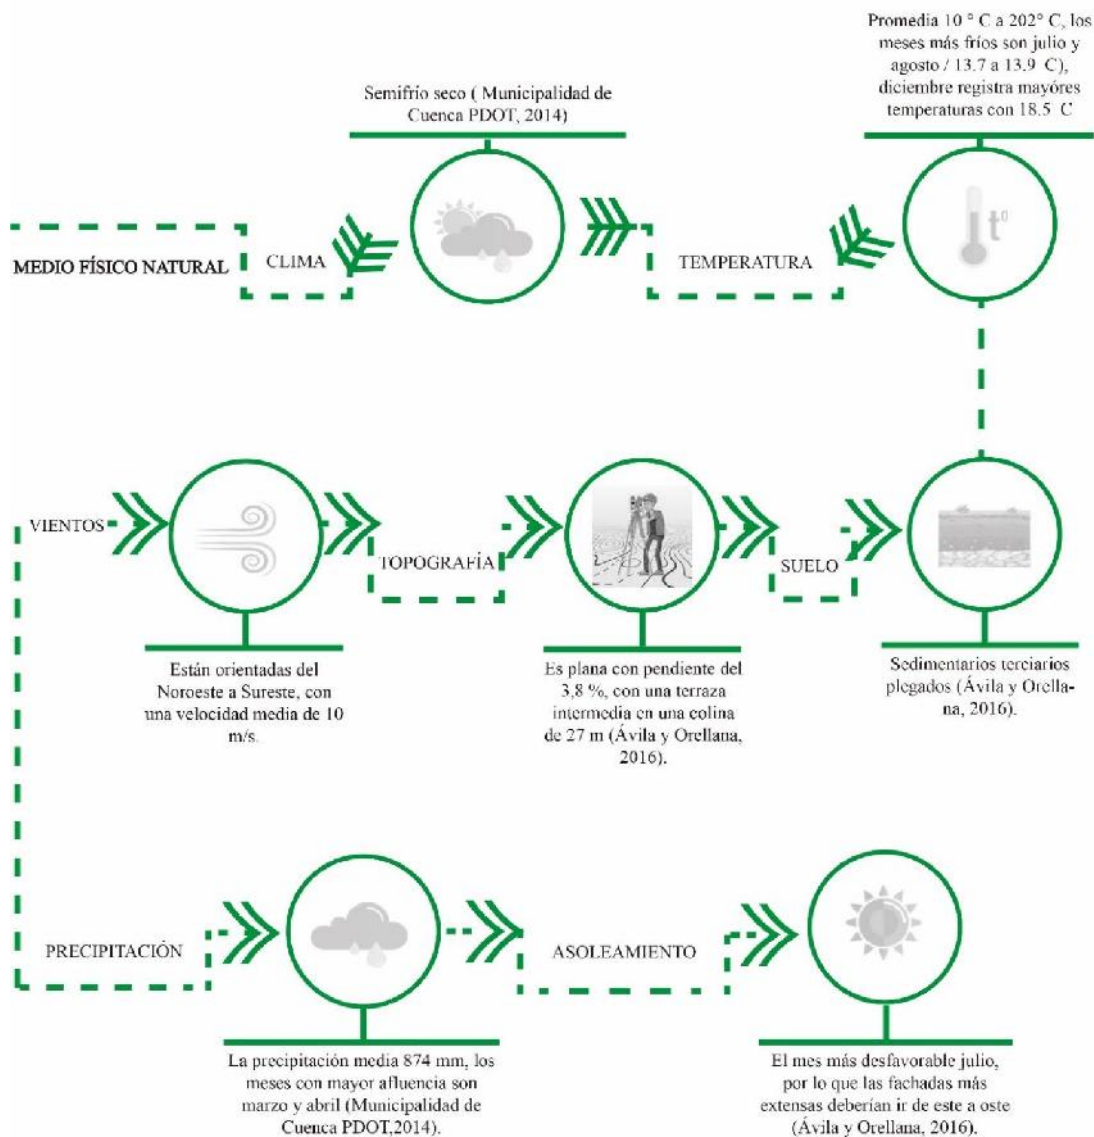 MEDIO FÍSICO NATURAL
CLIMA
Semifrío seco ( Municipalidad de
Cuenca PDOT, 2014)
TEMPERATURA
Promedia 10 ° C a 202° C, los
meses más fríos son julio y
agosto / 13.7 a 13.9 C),
diciembre registra mayóres
temperaturas con 18.5 C
t°
VIENTOS
Están orientadas del
Noroeste a Sureste, con
una velocidad media de 10
m/s.
TOPOGRAFÍA
Es plana con pendiente del
3,8 %, con una terraza
intermedia en una colina
de 27 m (Ávila y Orellana,
2016).
SUELO
Sedimentarios terciarios
plegados (Ávila y Orella-
na, 2016).
PRECIPITACIÓN
La precipitación media 874 mm, los
meses con mayor afluencia son
marzo y abril (Municipalidad de
Cuenca PDOT,2014).
ASOLEAMIENTO
El mes más desfavorable julio,
por lo que las fachadas más
extensas deberían ir de este a oste
(Ávila y Orellana, 2016).